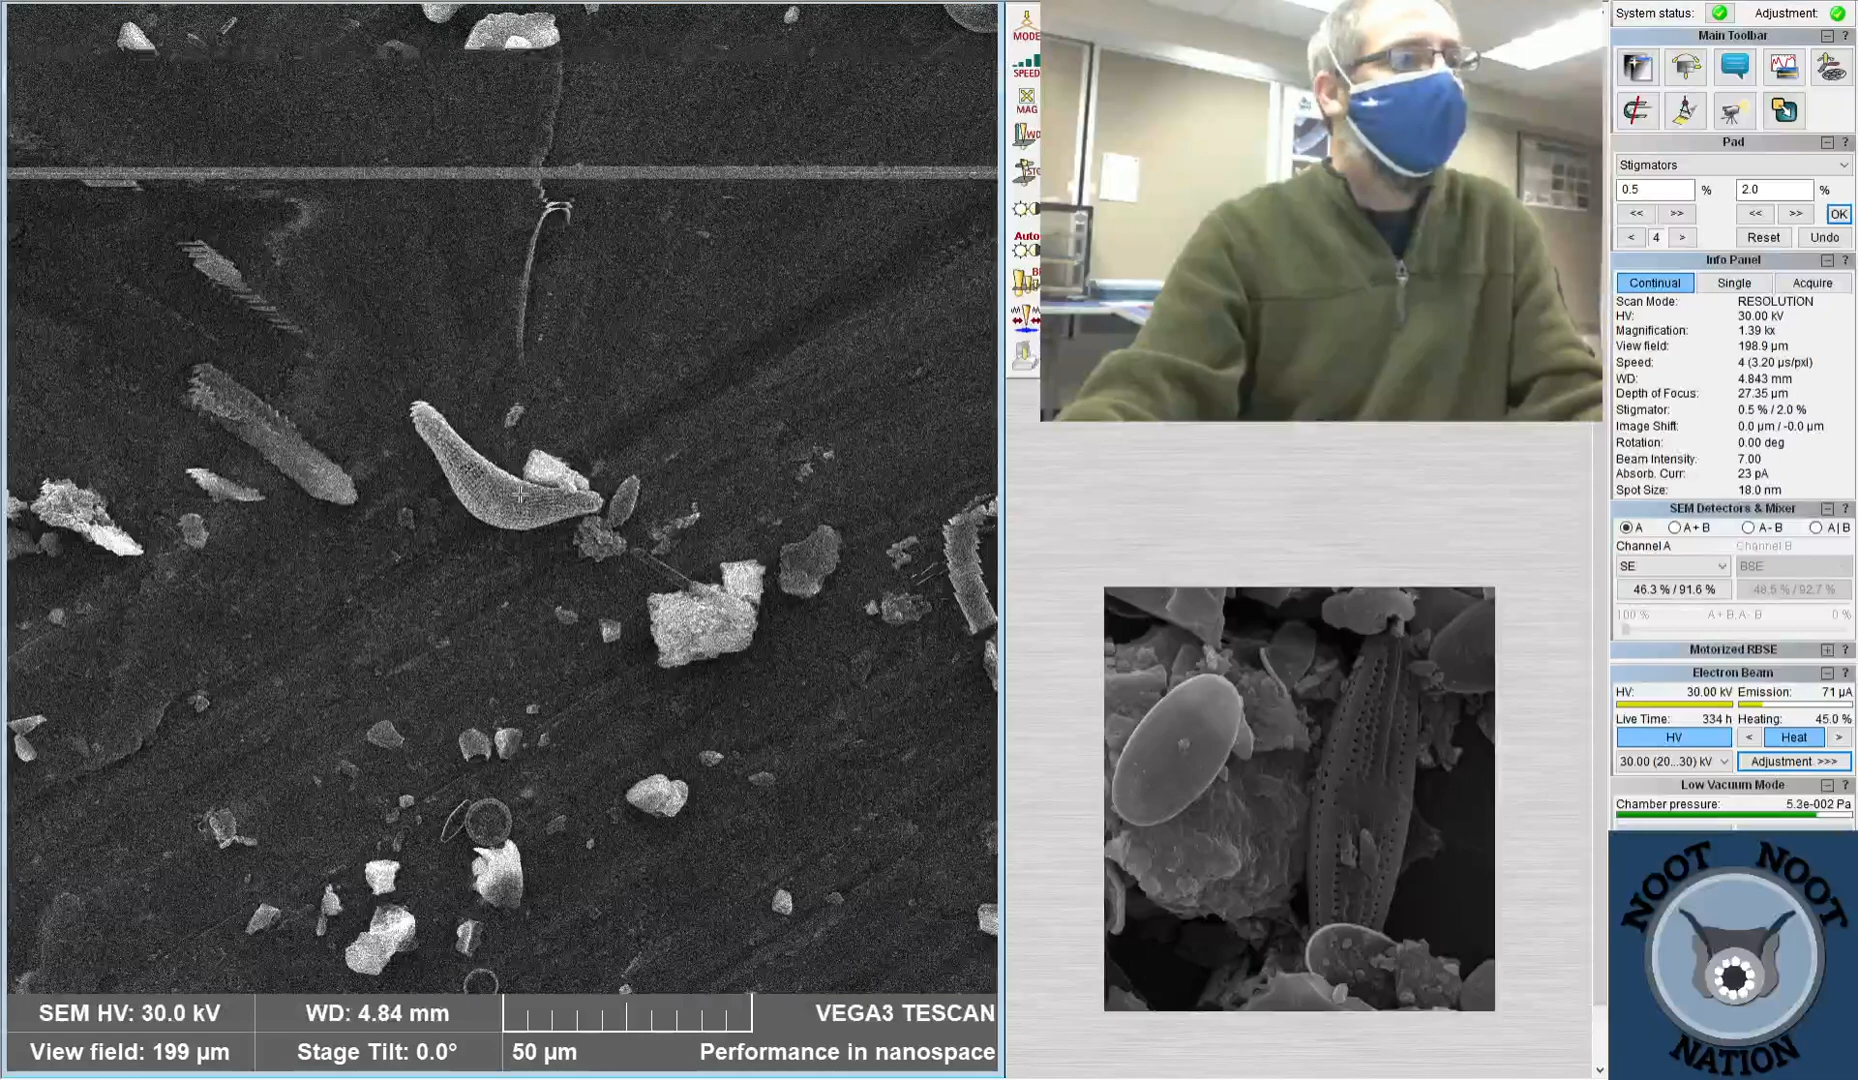 SEM HV: 30.0 kV
WD: 4.84 mm
VEGA3 TESCAN
View field: 199 µm
Stage Tilt: 0.0°
50 µm
Performance in nanospace
MODE
SPEED
MAG
WD
Auto
System status:
Adjustment:
Main Toolbar
Pad
Stigmators
0.5 %
2.0 %
<< >>
<< >>
OK
< 4 >
Reset
Undo
Info Panel
Continual
Single
Acquire
Scan Mode: RESOLUTION
HV: 30.00 kV
Magnification: 1.39 kx
View field: 198.9 µm
Speed: 4 (3.20 µs/pxl)
WD: 4.843 mm
Depth of Focus: 27.35 µm
Stigmator: 0.5 % / 2.0 %
Image Shift: 0.0 µm / -0.0 µm
Rotation: 0.00 deg
Beam Intensity: 7.00
Absorb. Curr: 23 pA
Spot Size: 18.0 nm
SEM Detectors & Mixer
A A + B A - B A | B
Channel A
Channel B
SE
BSE
46.3 % / 91.6 %
48.5 % / 92.7 %
100 % A + B, A - B 0 %
Motorized RBSE
Electron Beam
HV: 30.00 kV Emission: 71 µA
Live Time: 334 h Heating: 45.0 %
HV
< Heat >
30.00 (20...30) kV
Adjustment >>>
Low Vacuum Mode
Chamber pressure:
NOOT NOOT
NATION